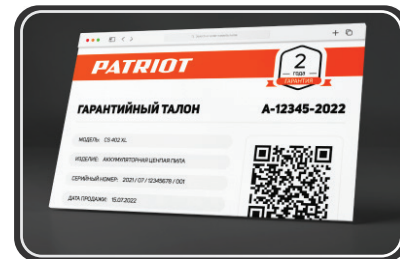 PATRIOT
2
ГОДА
ГАРАНТИЯ
ГАРАНТИЙНЫЙ ТАЛОН
A-12345-2022
МОДЕЛЬ: CS 402 XL
ИЗДЕЛИЕ: АККУМУЛЯТОРНАЯ ЦЕПНАЯ ПИЛА
СЕРИЙНЫЙ НОМЕР: 2021 / 07 / 12345678 / 001
ДАТА ПРОДАЖИ: 15.07.2022